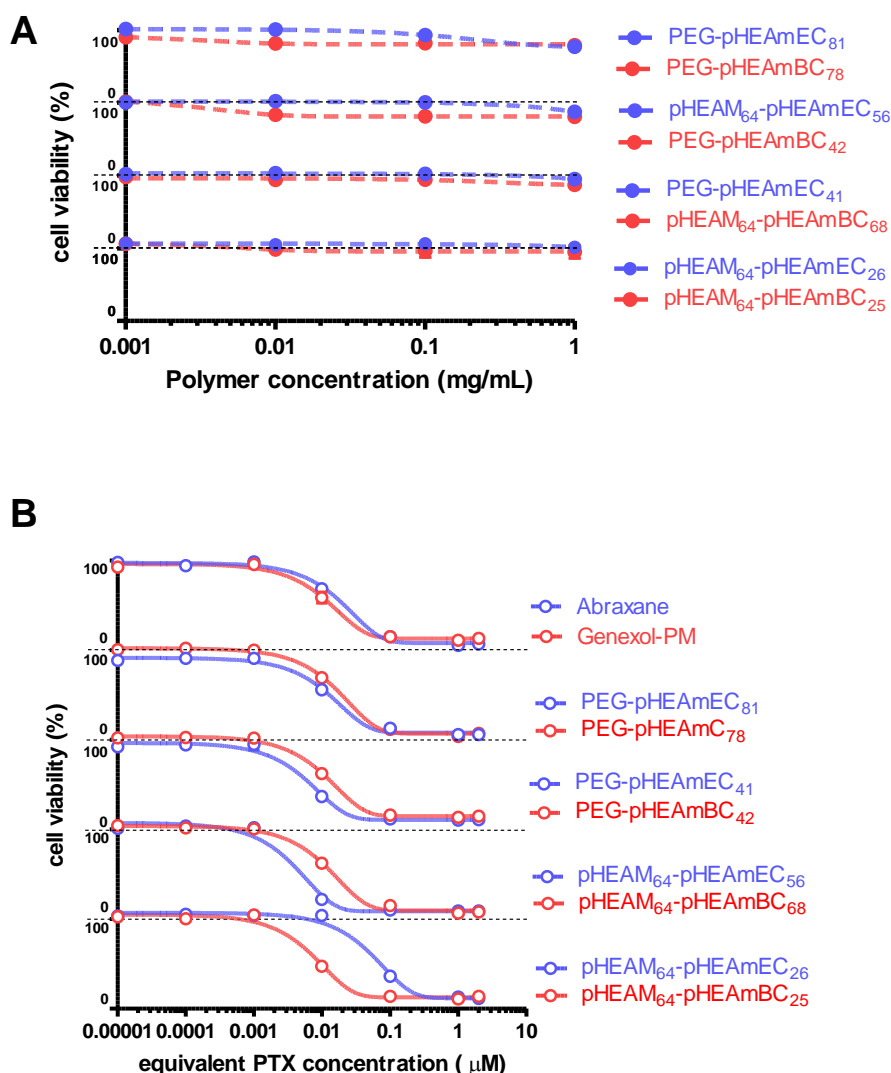 A
cell viability (%)
100
0
100
0
100
0
100
0
0.001 0.01 0.1 1
Polymer concentration (mg/mL)
PEG-pHEAmEC81
PEG-pHEAmBC78
pHEAM64-pHEAmEC56
PEG-pHEAmBC42
PEG-pHEAmEC41
pHEAM64-pHEAmBC68
pHEAM64-pHEAmEC26
pHEAM64-pHEAmBC25
B
cell viability (%)
100
0
100
0
100
0
100
0
100
0
0.00001 0.0001 0.001 0.01 0.1 1 10
equivalent PTX concentration ( μM)
Abraxane
Genexol-PM
PEG-pHEAmEC81
PEG-pHEAmC78
PEG-pHEAmEC41
PEG-pHEAmBC42
pHEAM64-pHEAmEC56
pHEAM64-pHEAmBC68
pHEAM64-pHEAmEC26
pHEAM64-pHEAmBC25